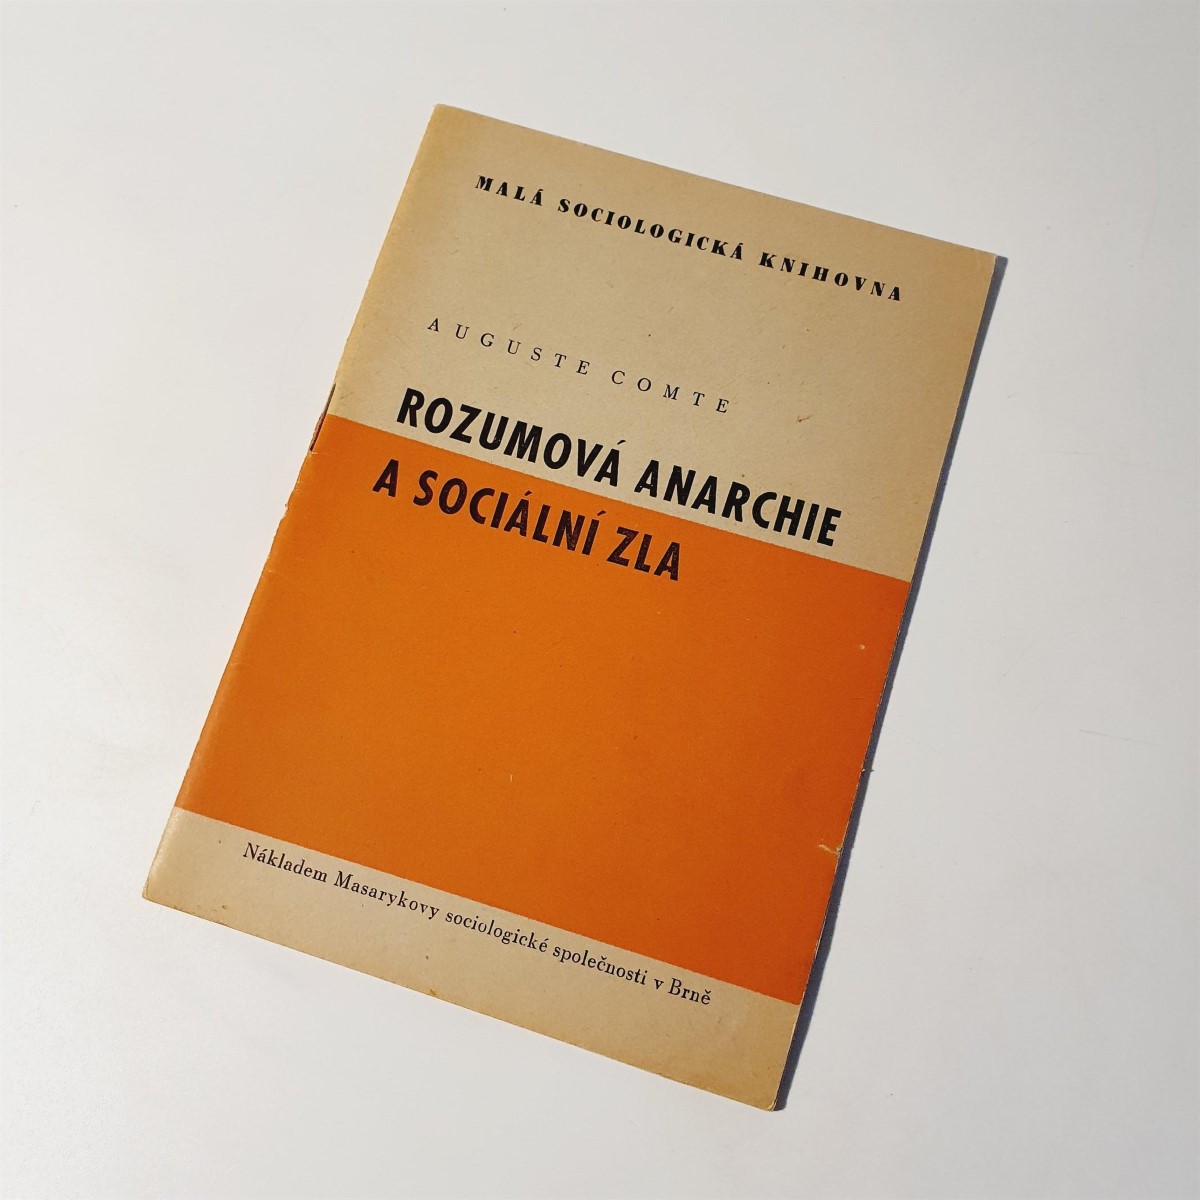 MALÁ SOCIOLOGICKÁ KNIHOVNA
AUGUSTE COMTE
ROZUMOVÁ ANARCHIE
A SOCIÁLNÍ ZLA
Nákladem Masarykovy sociologické společnosti v Brně